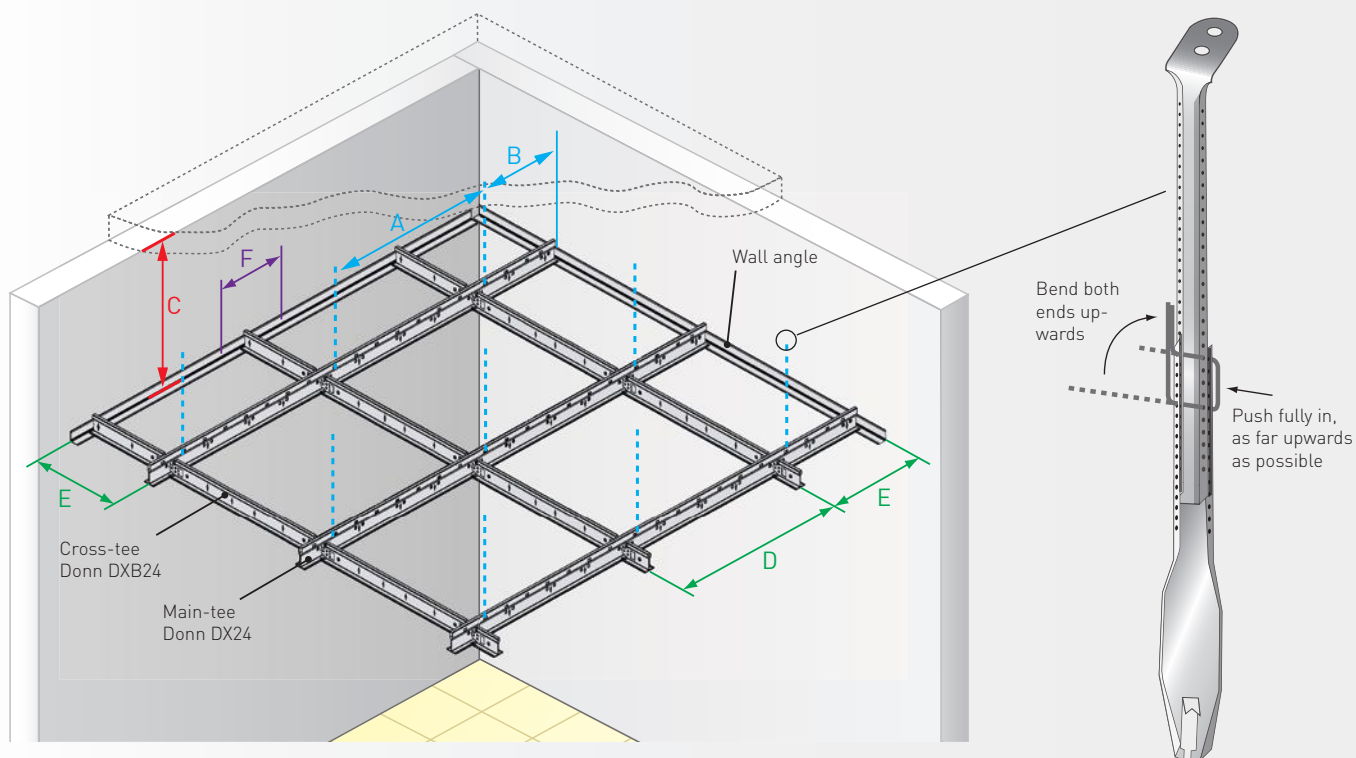 B
A
F
Wall angle
C
Bend both
ends up-
wards
Push fully in,
as far upwards
as possible
E
E
D
Cross-tee
Donn DXB24
Main-tee
Donn DX24